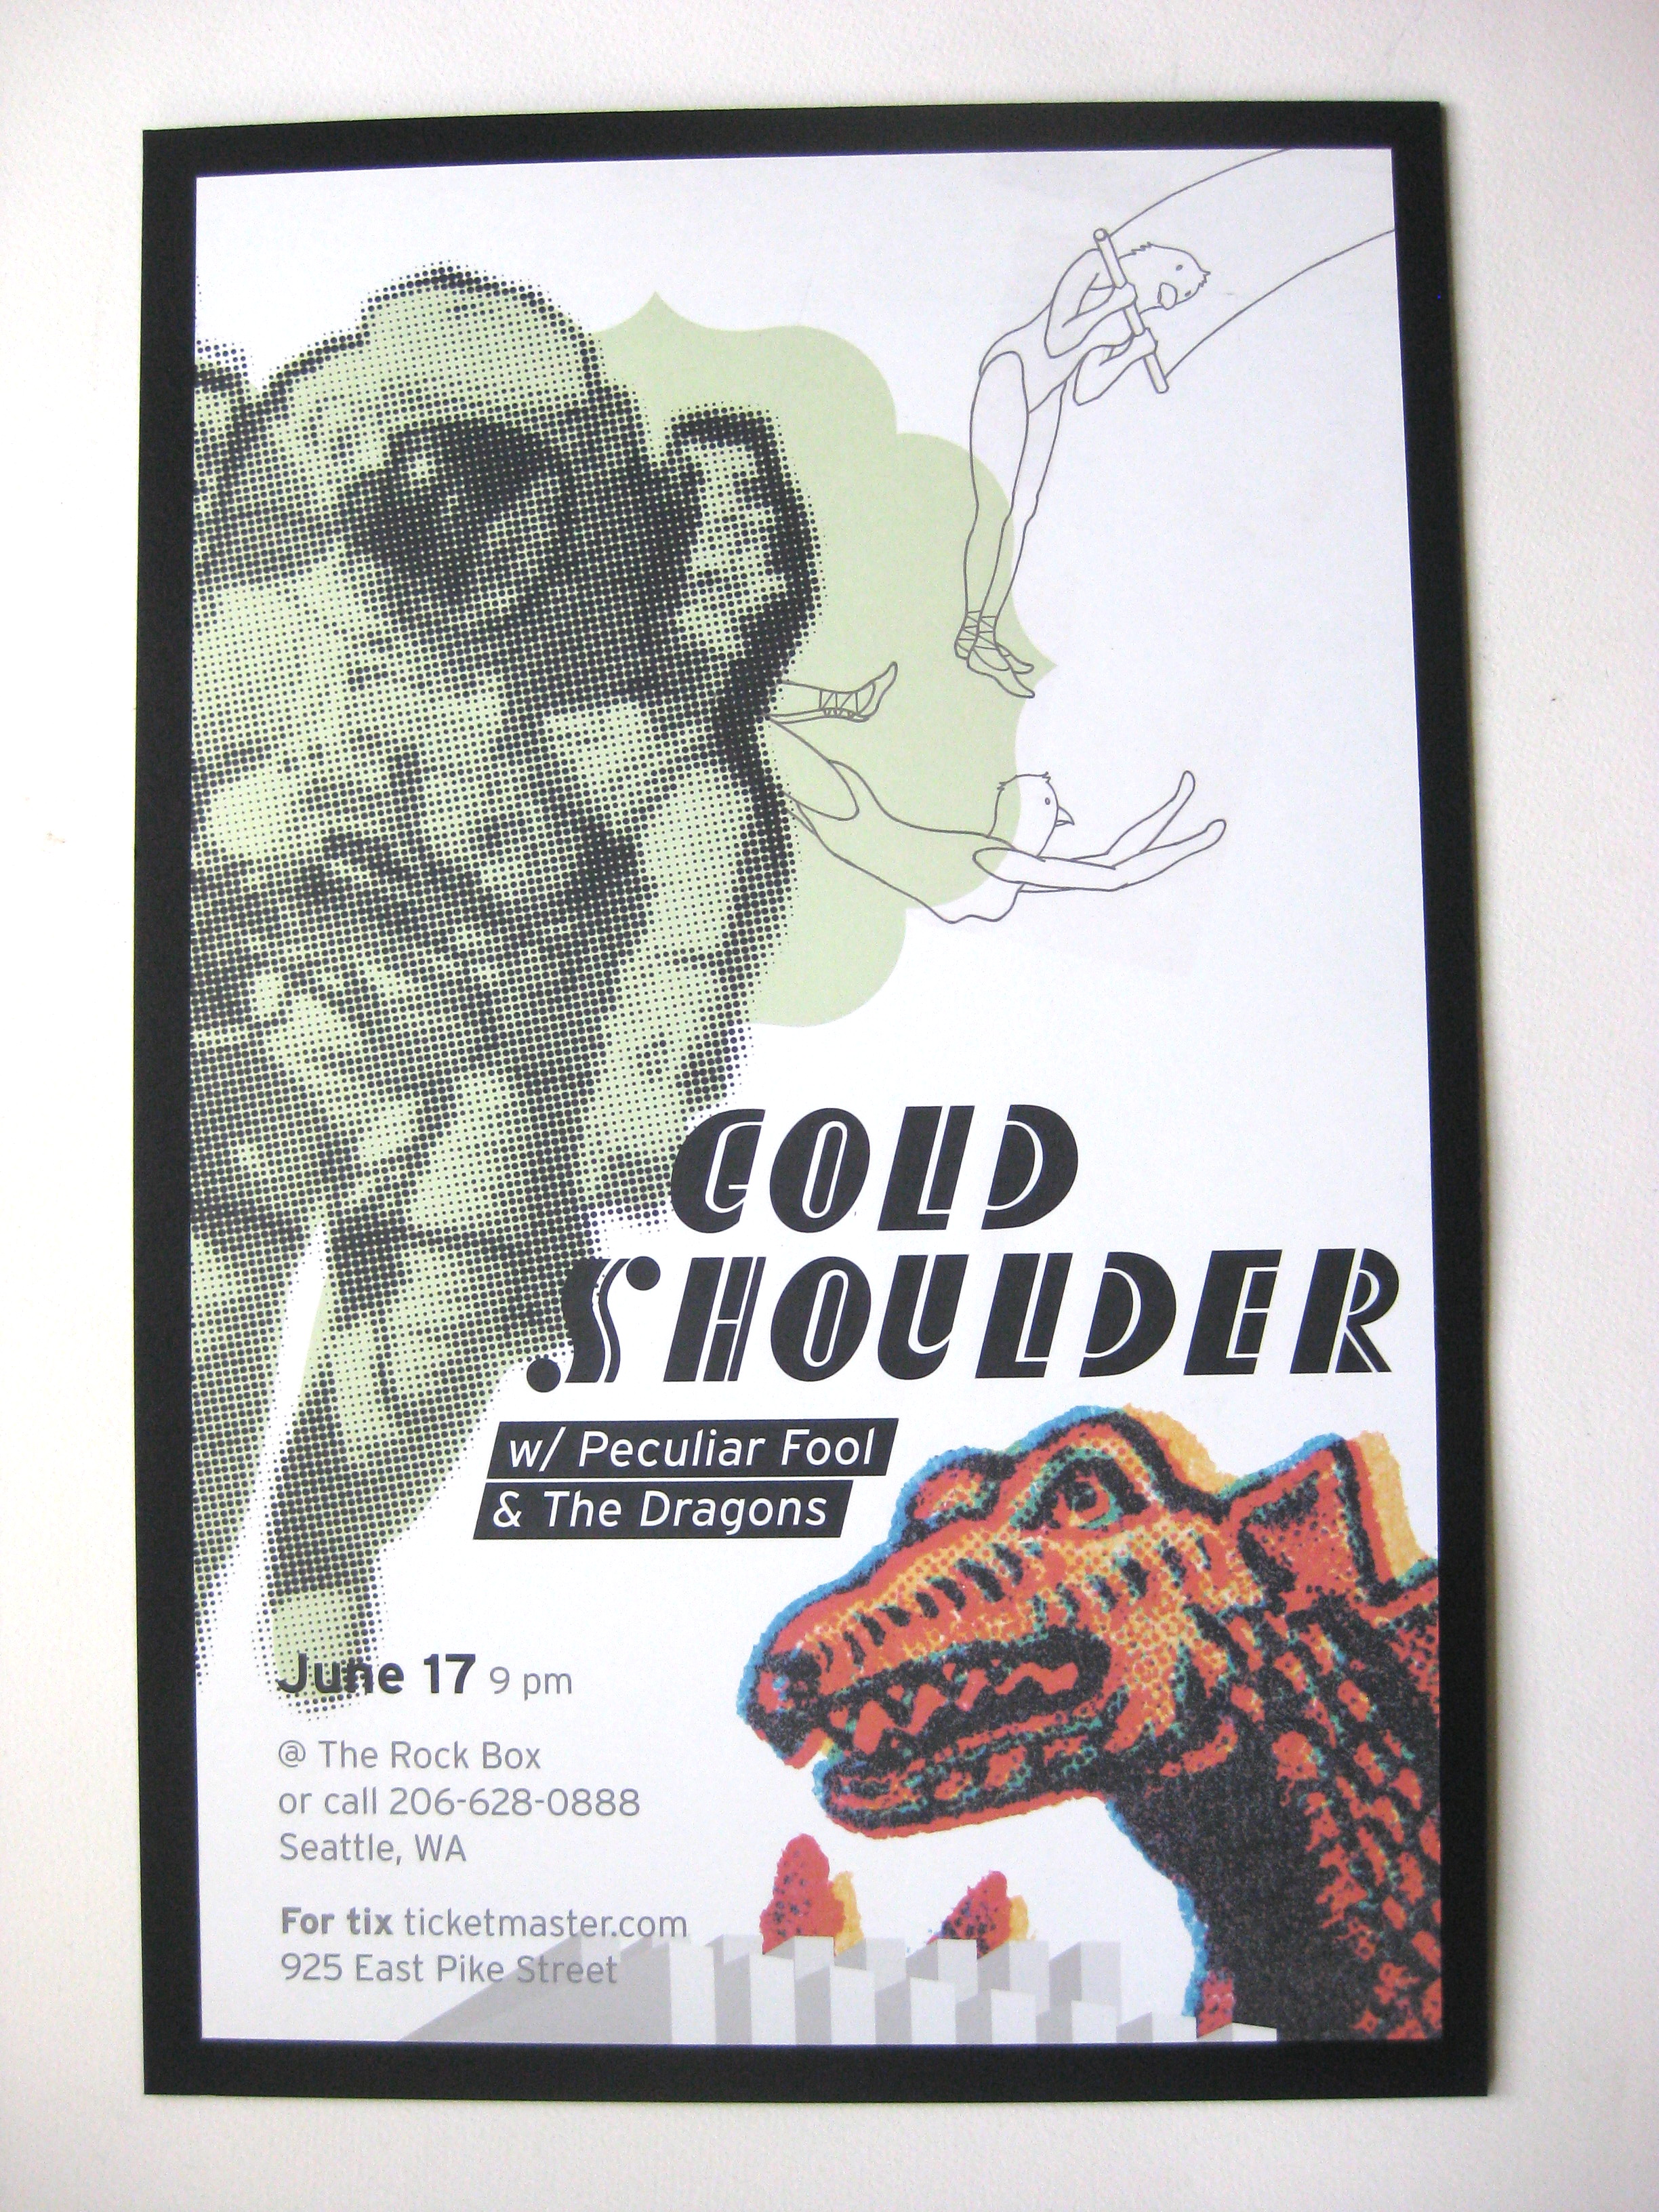 COLD
SHOULDER
w/ Peculiar Fool
& The Dragons
June 17 9 pm
@ The Rock Box
or call 206-628-0888
Seattle, WA
For tix ticketmaster.com
925 East Pike Street